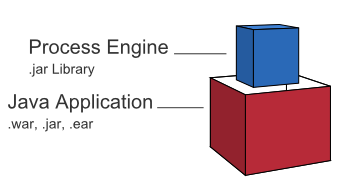 Process Engine
.jar Library
Java Application
.war, .jar, .ear